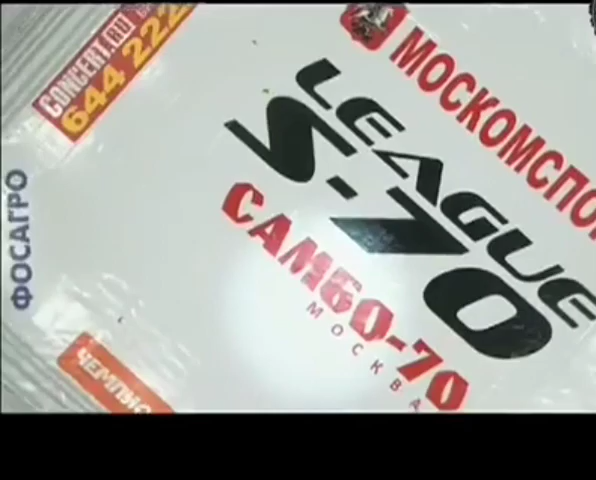 CONCERT.RU
644 222
МОСКОМСПО
LEAGUE
S-70
САМБО-70
МОСКВА
ФОСАГРО
ЧЕМПИО